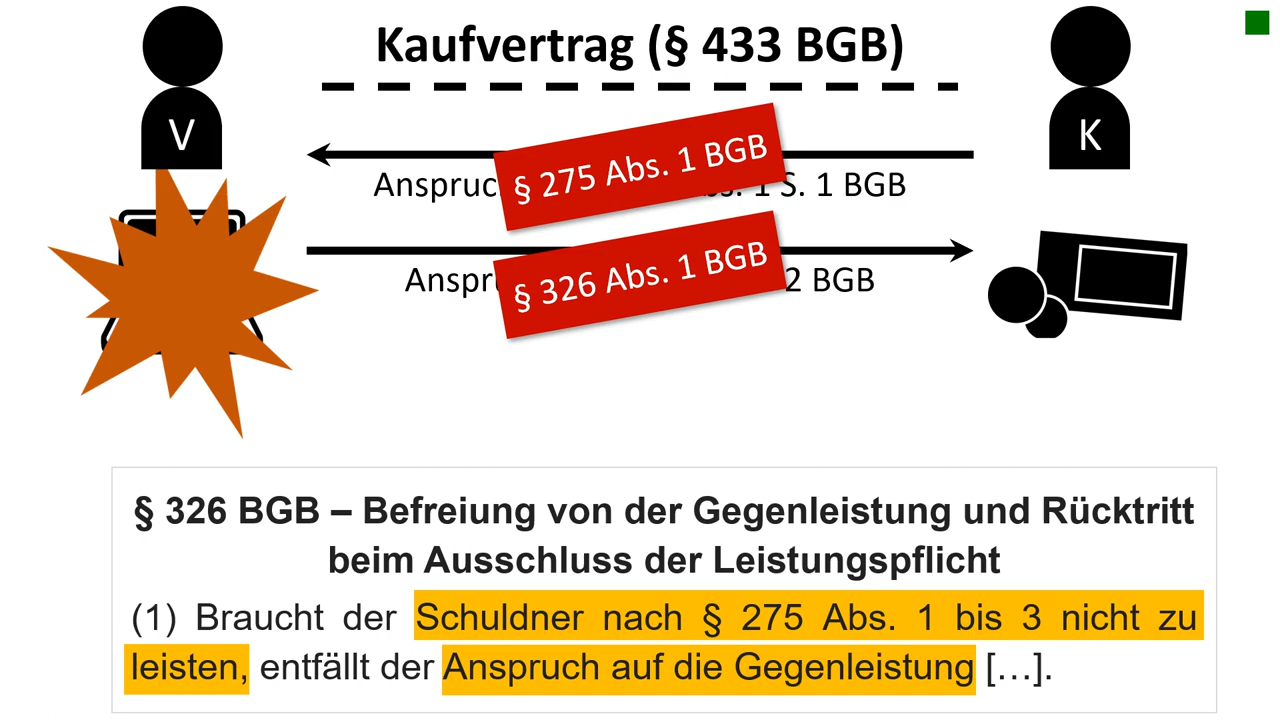 Kaufvertrag (§ 433 BGB)
V
K
§ 275 Abs. 1 BGB
1 S. 1 BGB
§ 326 Abs. 1 BGB
2 BGB
§ 326 BGB – Befreiung von der Gegenleistung und Rücktritt
beim Ausschluss der Leistungspflicht
(1) Braucht der Schuldner nach § 275 Abs. 1 bis 3 nicht zu
leisten, entfällt der Anspruch auf die Gegenleistung […].